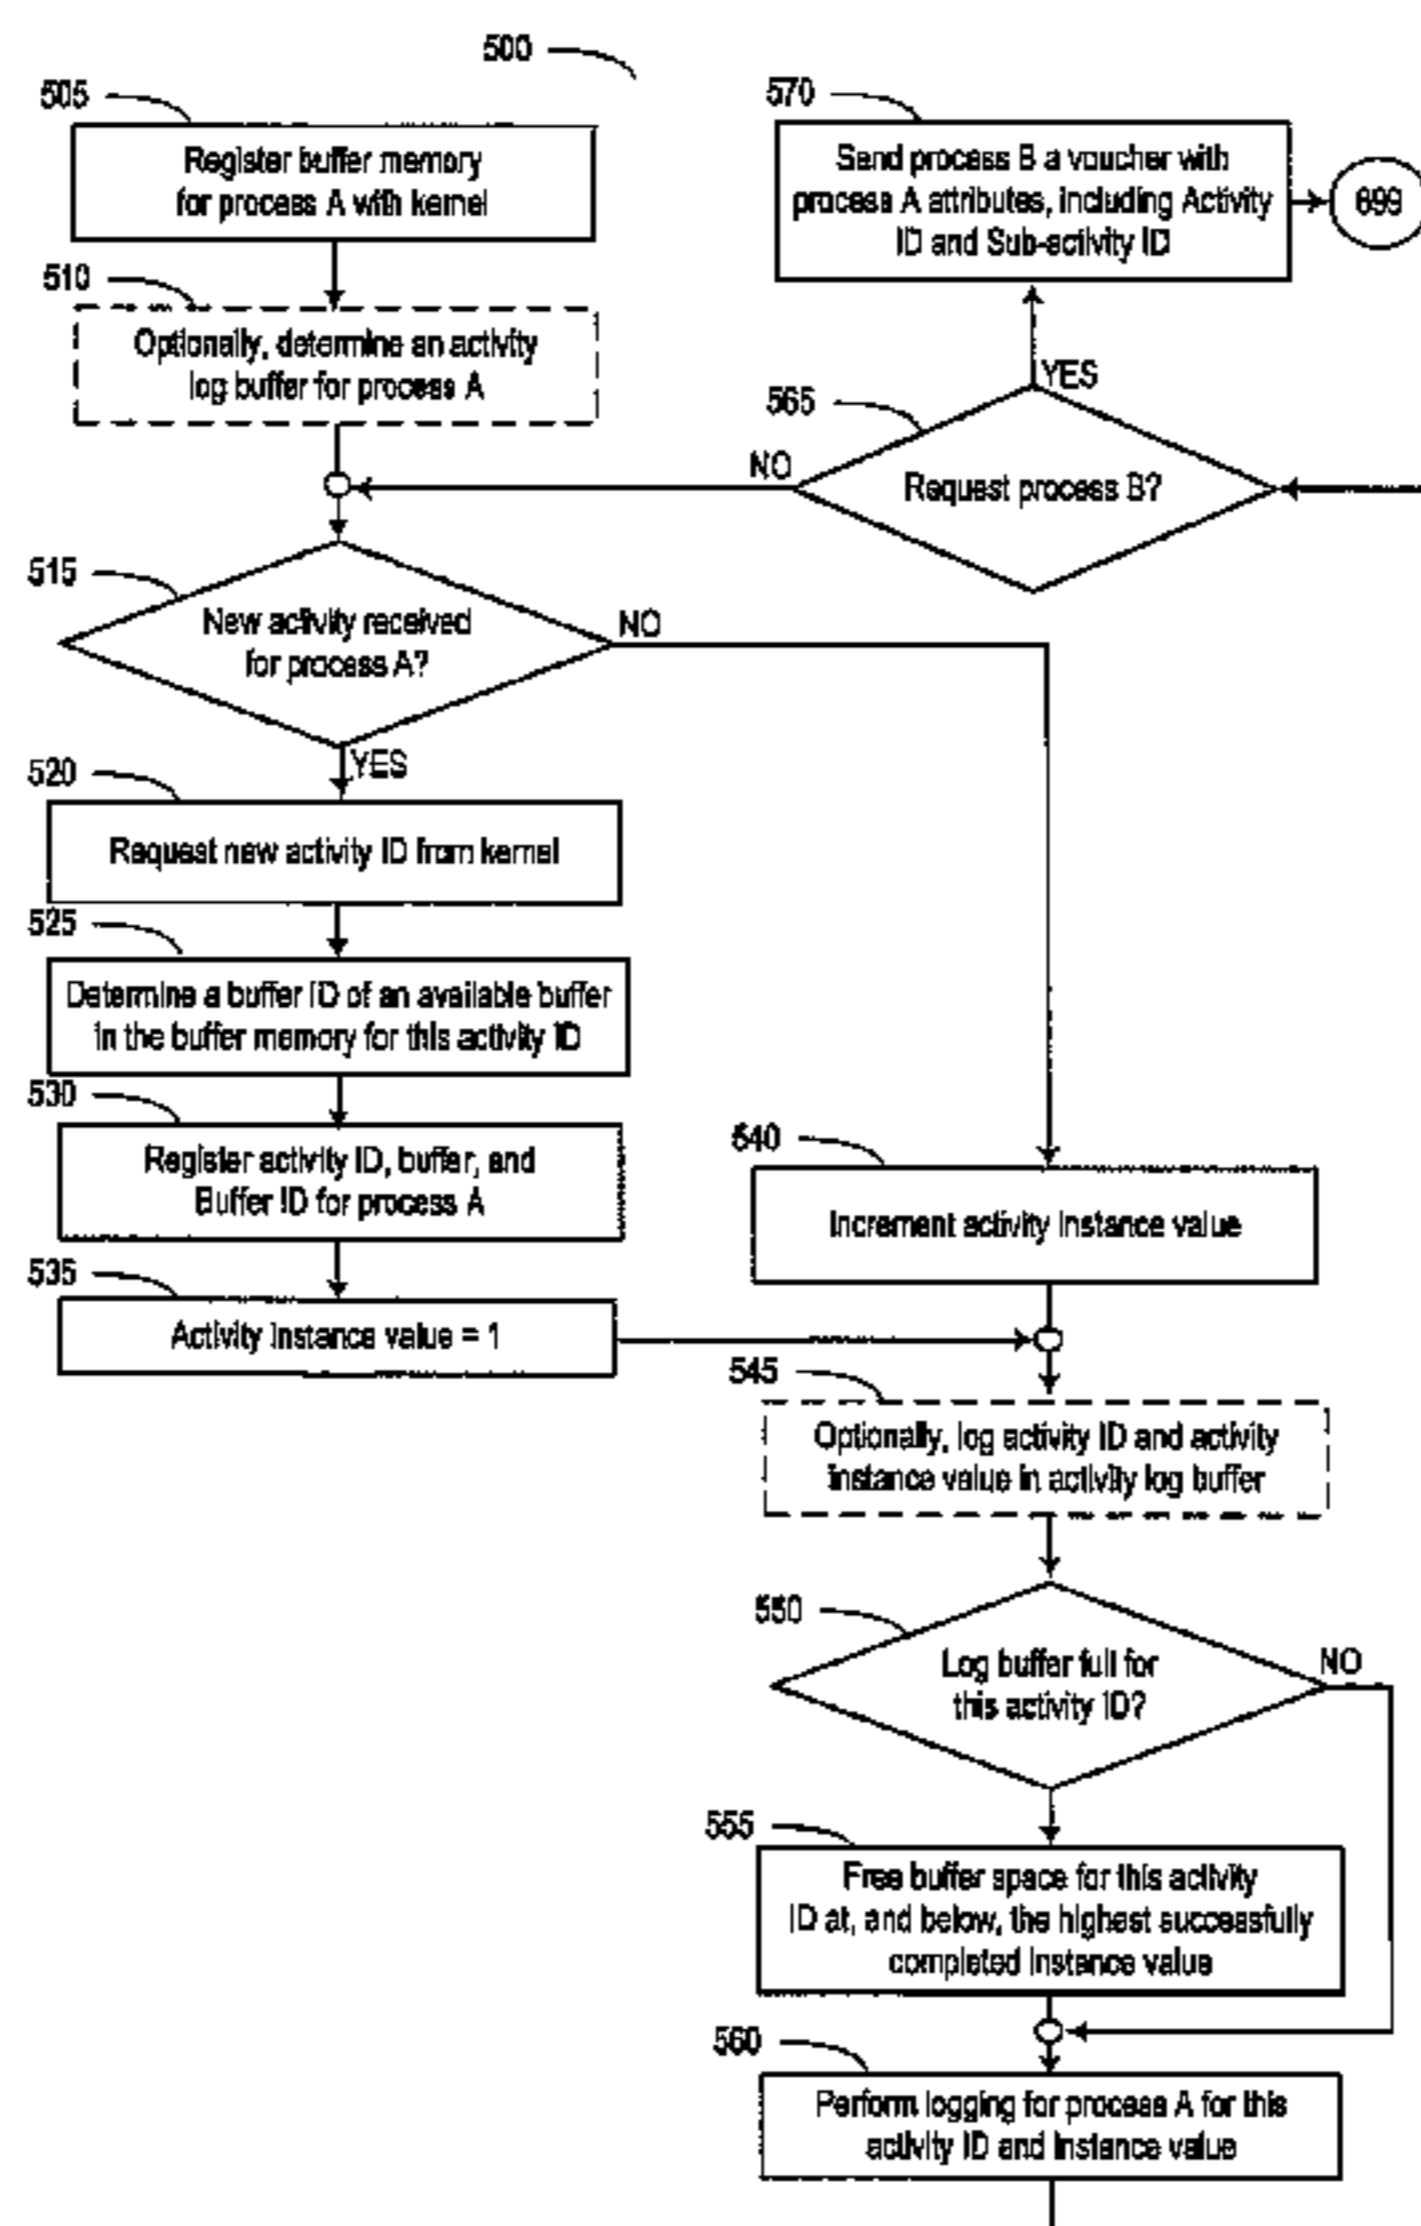 500
505
Register buffer memory
for process A with kernel
510
Optionally, determine an activity
log buffer for process A
570
Send process B a voucher with
process A attributes, including Activity
ID and Sub-activity ID
699
YES
565
NO
Request process B?
515
New activity received
for process A?
NO
YES
520
Request new activity ID from kernel
525
Determine a buffer ID of an available buffer
in the buffer memory for this activity ID
530
Register activity ID, buffer, and
Buffer ID for process A
535
Activity instance value = 1
540
Increment activity instance value
545
Optionally, log activity ID and activity
instance value in activity log buffer
550
Log buffer full for
this activity ID?
NO
555
Free buffer space for this activity
ID at, and below, the highest successfully
completed instance value
560
Perform logging for process A for this
activity ID and instance value